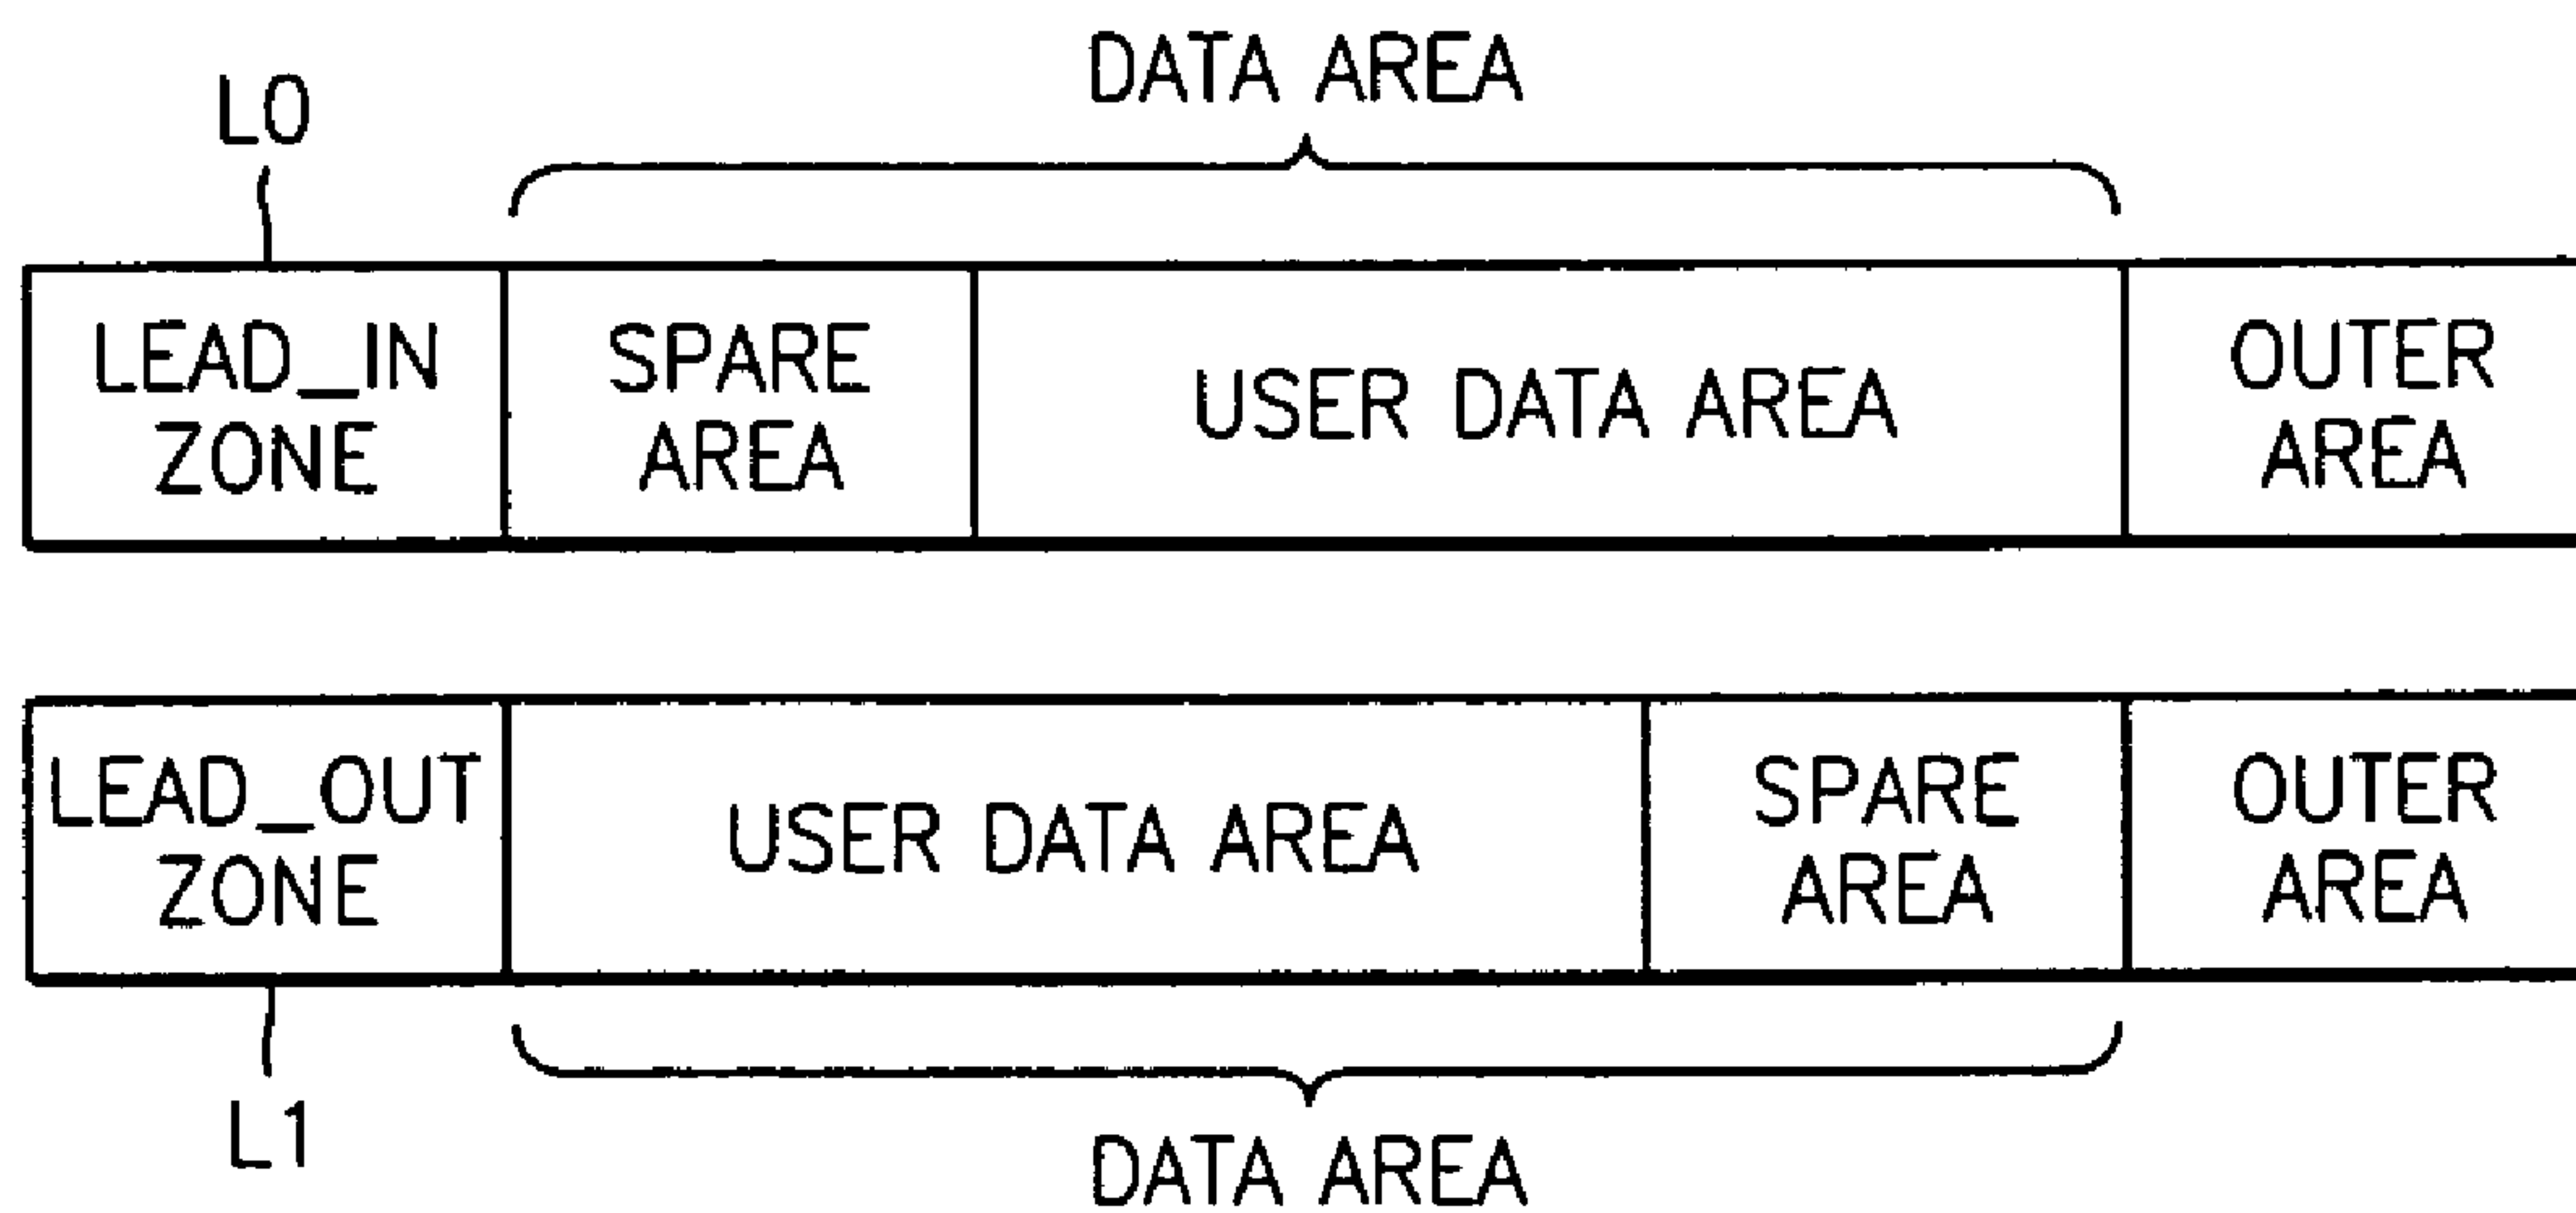 DATA AREA
L0
LEAD_IN
ZONE
SPARE
AREA
USER DATA AREA
OUTER
AREA
LEAD_OUT
ZONE
USER DATA AREA
SPARE
AREA
OUTER
AREA
L1
DATA AREA